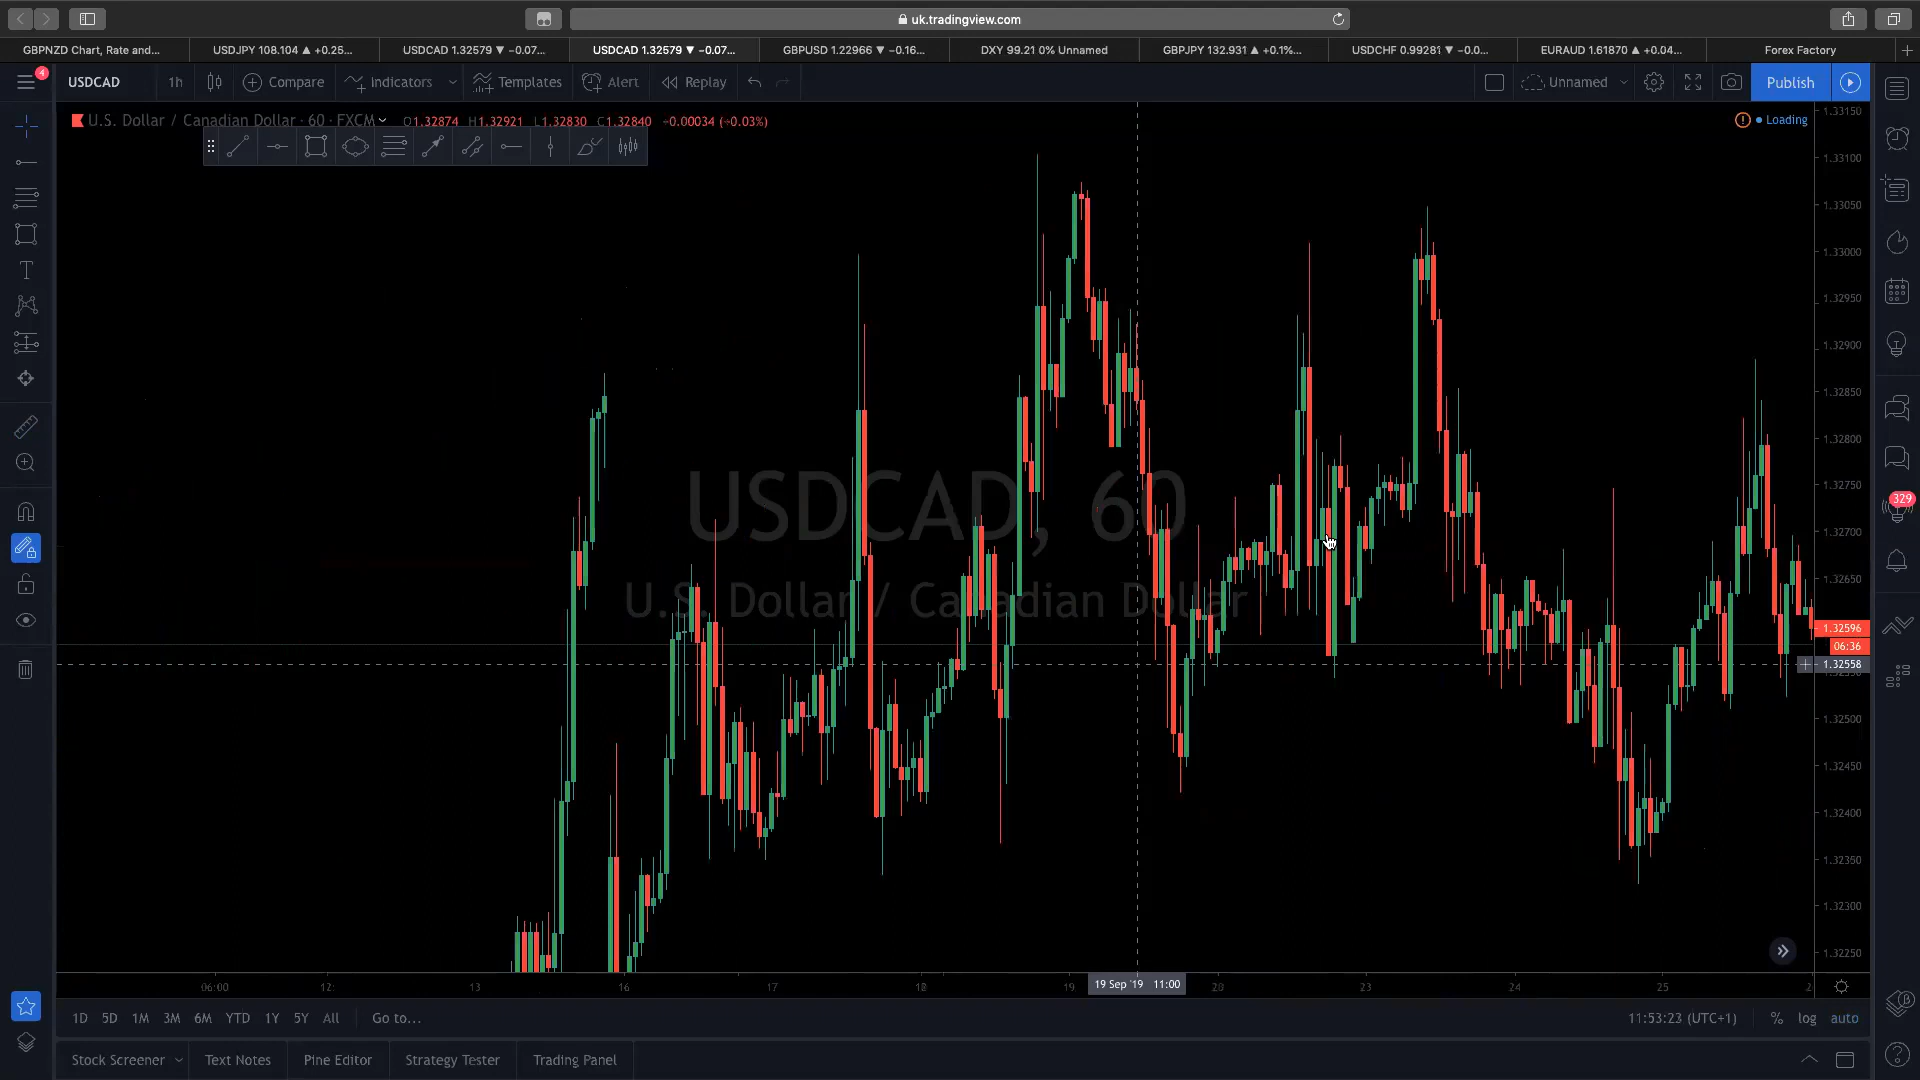 uk.tradingview.com
GBPNZD Chart, Rate and...
USDJPY 108.104 ▲ +0.25...
USDCAD 1.32579 ▼ −0.07...
USDCAD 1.32579 ▼ −0.07...
GBPUSD 1.22966 ▼ −0.16...
DXY 99.21 0% Unnamed
GBPJPY 132.931 ▲ +0.1%...
USDCHF 0.99281 ▼ −0.0...
EURAUD 1.61870 ▲ +0.04...
Forex Factory
4
USDCAD 1h Compare Indicators Templates Alert Replay Unnamed Publish
U.S. Dollar / Canadian Dollar · 60 · FXCM O1.32874 H1.32921 L1.32830 C1.32840 −0.00034 (−0.03%)
Loading
1.33150
1.33100
1.33050
1.33000
1.32950
1.32900
1.32850
1.32800
1.32750
1.32700
1.32650
1.32596
06:36
1.32558
1.32500
1.32450
1.32400
1.32350
1.32300
1.32250
329
USDCAD, 60
U.S. Dollar / Canadian Dollar
06:00 12: 13 16 17 18 19 19 Sep '19 11:00 20 23 24 25 2
1D 5D 1M 3M 6M YTD 1Y 5Y All Go to... 11:53:23 (UTC+1) % log auto
Stock Screener Text Notes Pine Editor Strategy Tester Trading Panel